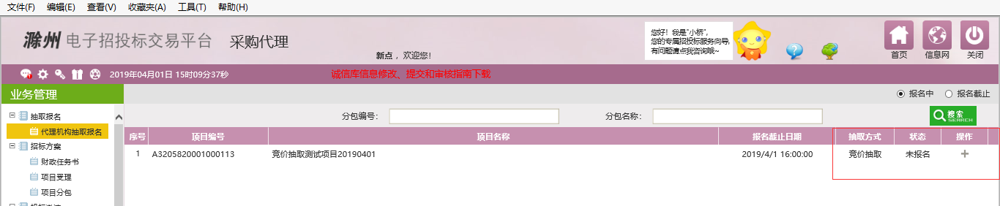 文件(F) 编辑(E) 查看(V) 收藏夹(A) 工具(T) 帮助(H)
滁州 电子招投标交易平台 采购代理
新点 ，欢迎您！
您好！我是"小桥"，
您的专属招投标服务向导，
有问题请点我咨询哦~
首页 信息网 关闭
2019年04月01日 15时09分37秒
诚信库信息修改、提交和审核指南下载
业务管理
报名中 报名截止
抽取报名
代理机构抽取报名
招标方案
财政任务书
项目受理
项目分包
分包编号： 分包名称：
搜索
SEARCH
序号 项目编号 项目名称 报名截止日期 抽取方式 状态 操作
1 A3205820001000113 竞价抽取测试项目20190401 2019/4/1 16:00:00 竞价抽取 未报名